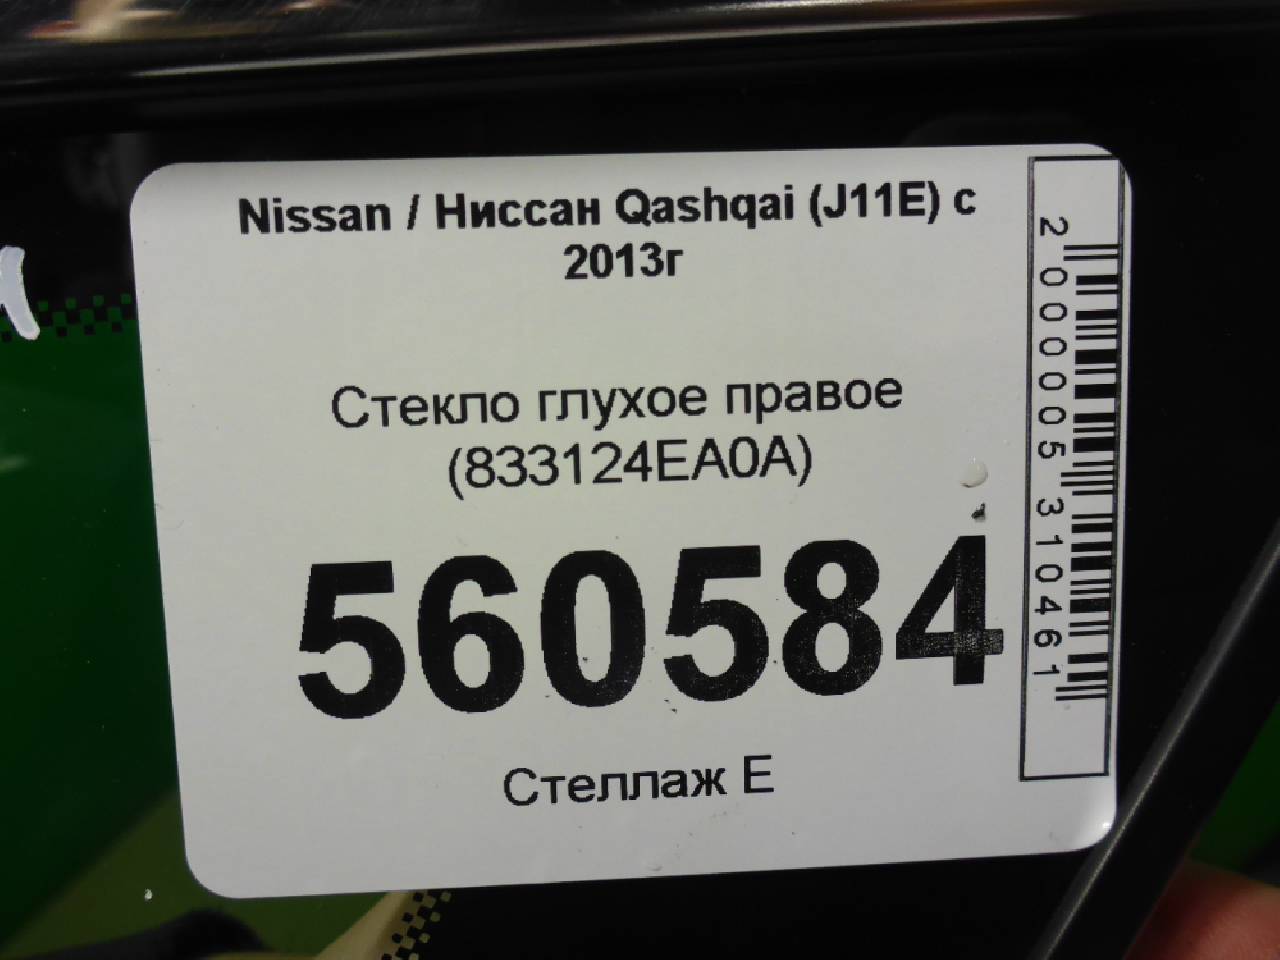 Nissan / Ниссан Qashqai (J11E) с
2013г
Стекло глухое правое
(833124EA0A)
560584
Стеллаж Е
2000005310461